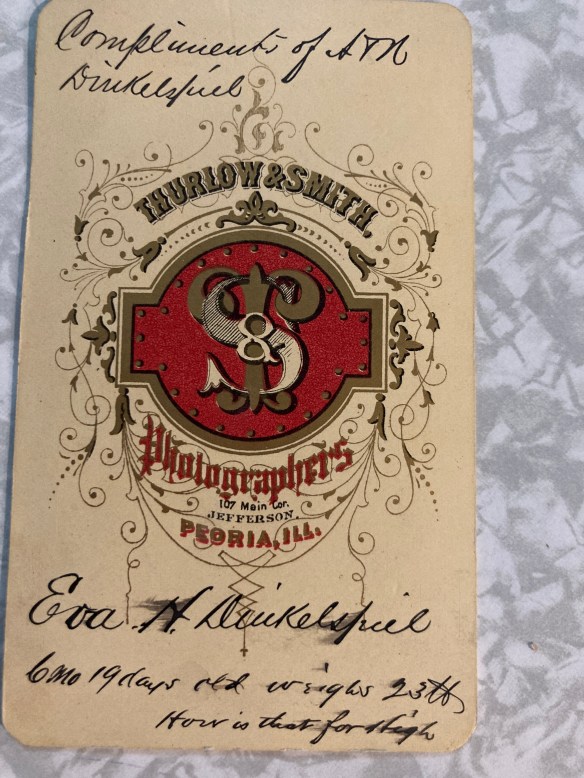 Compliments of A & M
Dinkelspiel
THURLOW & SMITH.
T&S
Photographers
107 Main Cor.
JEFFERSON.
PEORIA, ILL.
Eva H. Dinkelspiel
6 mo 19 days old weighs 23 lb
How is that for High